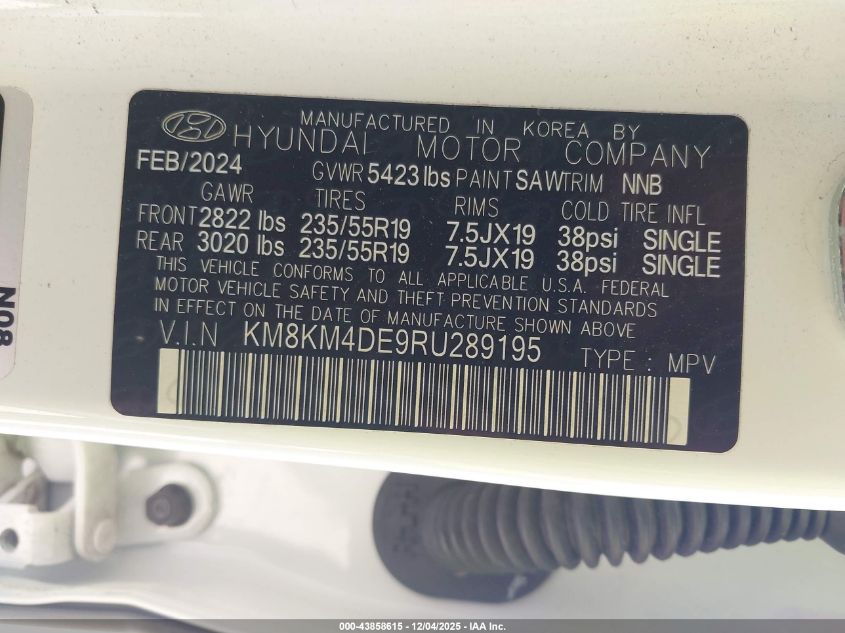 MANUFACTURED IN KOREA BY
HYUNDAI MOTOR COMPANY
FEB/2024 GVWR 5423 lbs PAINT SAW TRIM NNB
GAWR TIRES RIMS COLD TIRE INFL
FRONT 2822 lbs 235/55R19 7.5JX19 38psi SINGLE
REAR 3020 lbs 235/55R19 7.5JX19 38psi SINGLE
THIS VEHICLE CONFORMS TO ALL APPLICABLE U.S.A. FEDERAL
MOTOR VEHICLE SAFETY AND THEFT PREVENTION STANDARDS
IN EFFECT ON THE DATE OF MANUFACTURE SHOWN ABOVE
V.I.N KM8KM4DE9RU289195 TYPE : MPV
N08
000-43858615 - 12/04/2025 - IAA Inc.